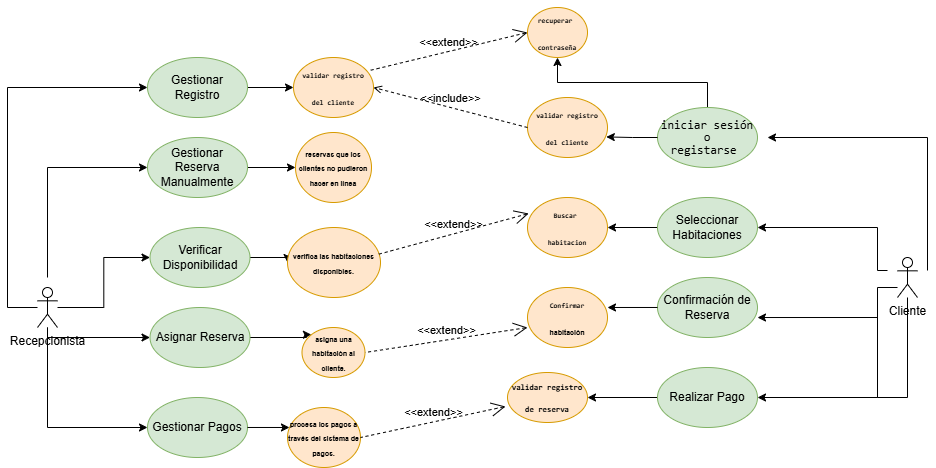 recuperar
contraseña
<<extend>>
Gestionar
Registro
validar registro
del cliente
<<include>>
validar registro
del cliente
iniciar sesión
o
registarse
Gestionar
Reserva
Manualmente
reservas que los
clientes no pudieron
hacer en linea
<<extend>>
Buscar
habitacion
Seleccionar
Habitaciones
Verificar
Disponibilidad
verifica las habitaciones
disponibles.
Confirmar
habitación
Confirmación de
Reserva
Cliente
Recepcionista
Asignar Reserva
asigna una
habitación al
cliente.
<<extend>>
validar registro
de reserva
Realizar Pago
<<extend>>
Gestionar Pagos
procesa los pagos a
través del sistema de
pagos.